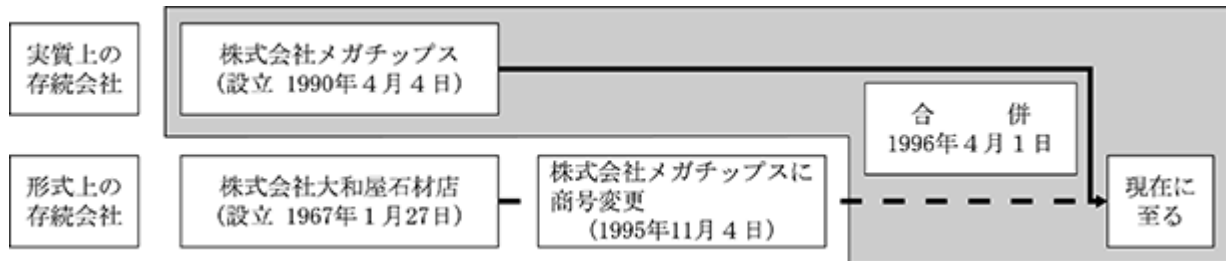 実質上の
存続会社
株式会社メガチップス
(設立 1990年4月4日)
合　　併
1996年4月1日
形式上の
存続会社
株式会社大和屋石材店
(設立 1967年1月27日)
株式会社メガチップスに
商号変更
(1995年11月4日)
現在に
至る